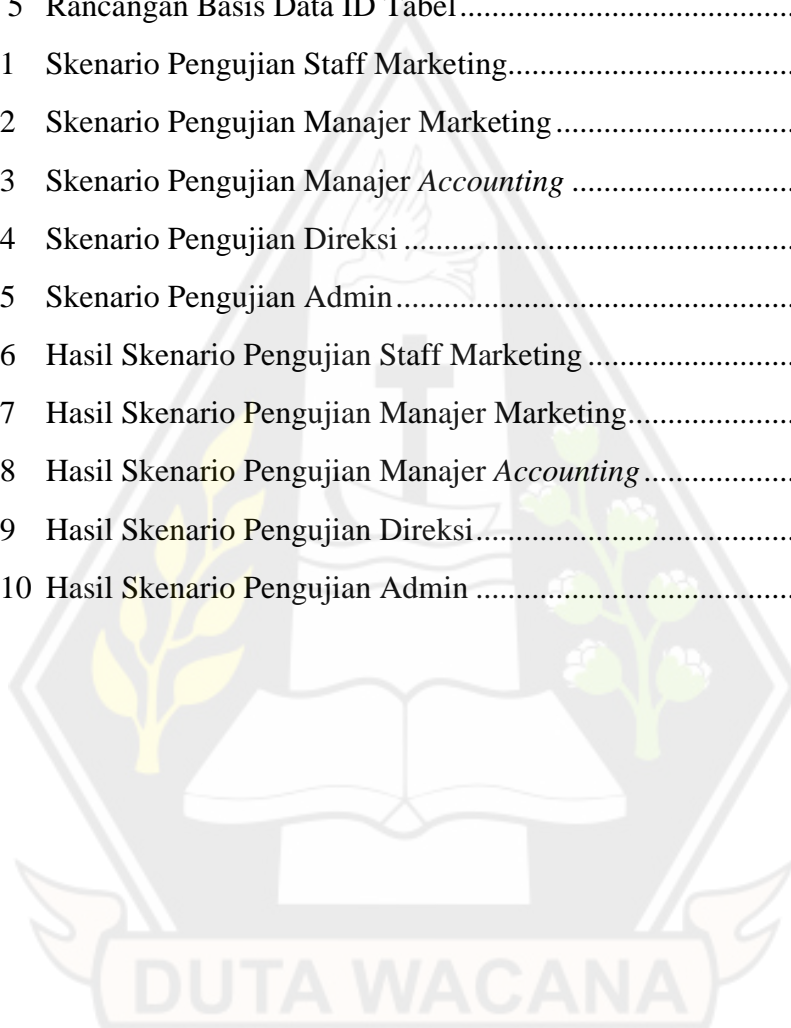 5 Rancangan Basis Data ID Tabel................................
1 Skenario Pengujian Staff Marketing................................
2 Skenario Pengujian Manajer Marketing................................
3 Skenario Pengujian Manajer Accounting................................
4 Skenario Pengujian Direksi................................
5 Skenario Pengujian Admin................................
6 Hasil Skenario Pengujian Staff Marketing................................
7 Hasil Skenario Pengujian Manajer Marketing................................
8 Hasil Skenario Pengujian Manajer Accounting................................
9 Hasil Skenario Pengujian Direksi................................
10 Hasil Skenario Pengujian Admin................................
DUTA WACANA